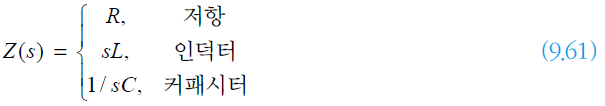 R, 저항
Z(s) = { sL, 인덕터 (9.61)
1/sC, 커패시터